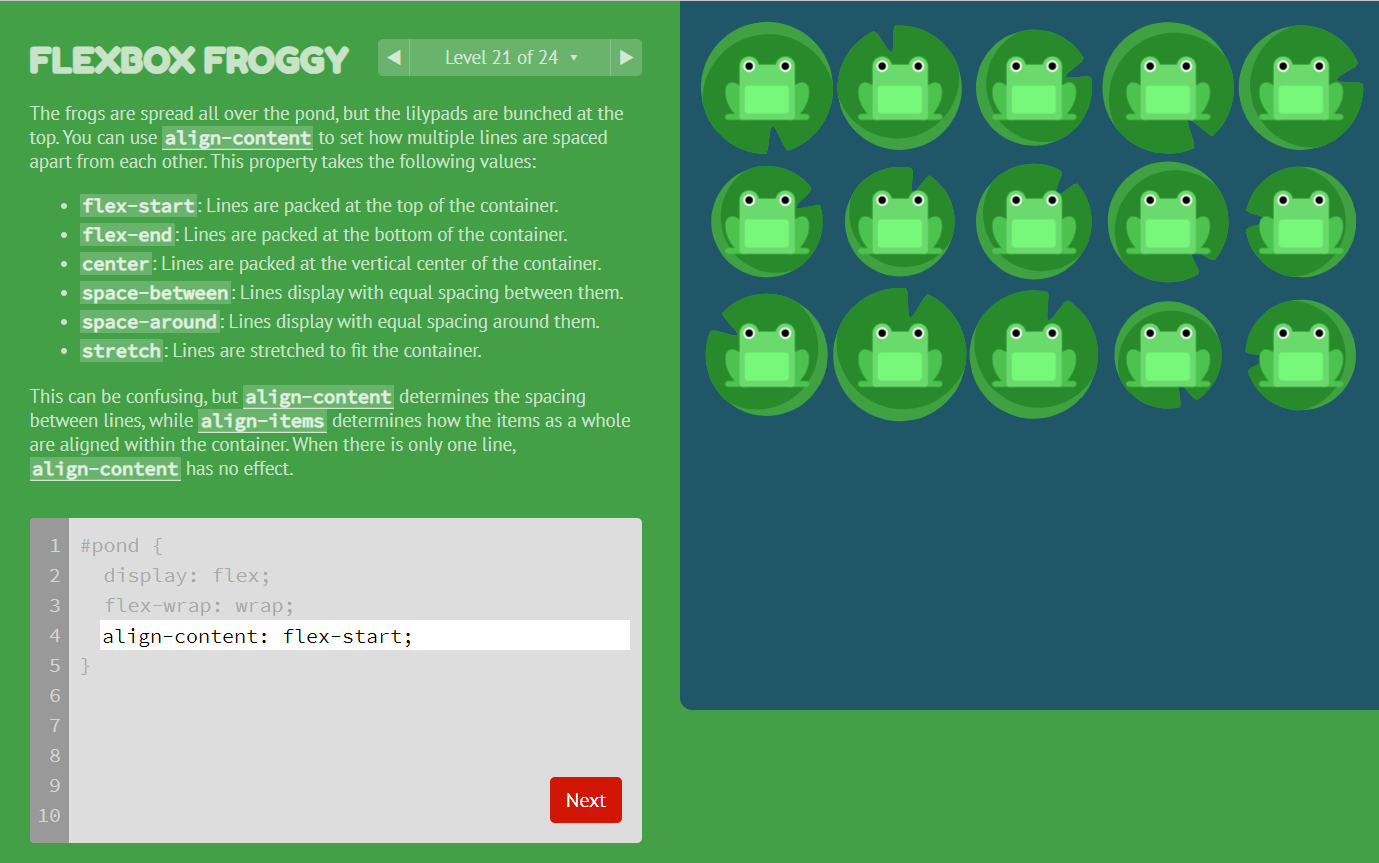 FLEXBOX FROGGY
◀ Level 21 of 24 ▾ ▶
The frogs are spread all over the pond, but the lilypads are bunched at the
top. You can use align-content to set how multiple lines are spaced
apart from each other. This property takes the following values:
• flex-start: Lines are packed at the top of the container.
• flex-end: Lines are packed at the bottom of the container.
• center: Lines are packed at the vertical center of the container.
• space-between: Lines display with equal spacing between them.
• space-around: Lines display with equal spacing around them.
• stretch: Lines are stretched to fit the container.
This can be confusing, but align-content determines the spacing
between lines, while align-items determines how the items as a whole
are aligned within the container. When there is only one line,
align-content has no effect.
1 #pond {
2 display: flex;
3 flex-wrap: wrap;
4 align-content: flex-start;
5 }
6
7
8
9
10
Next